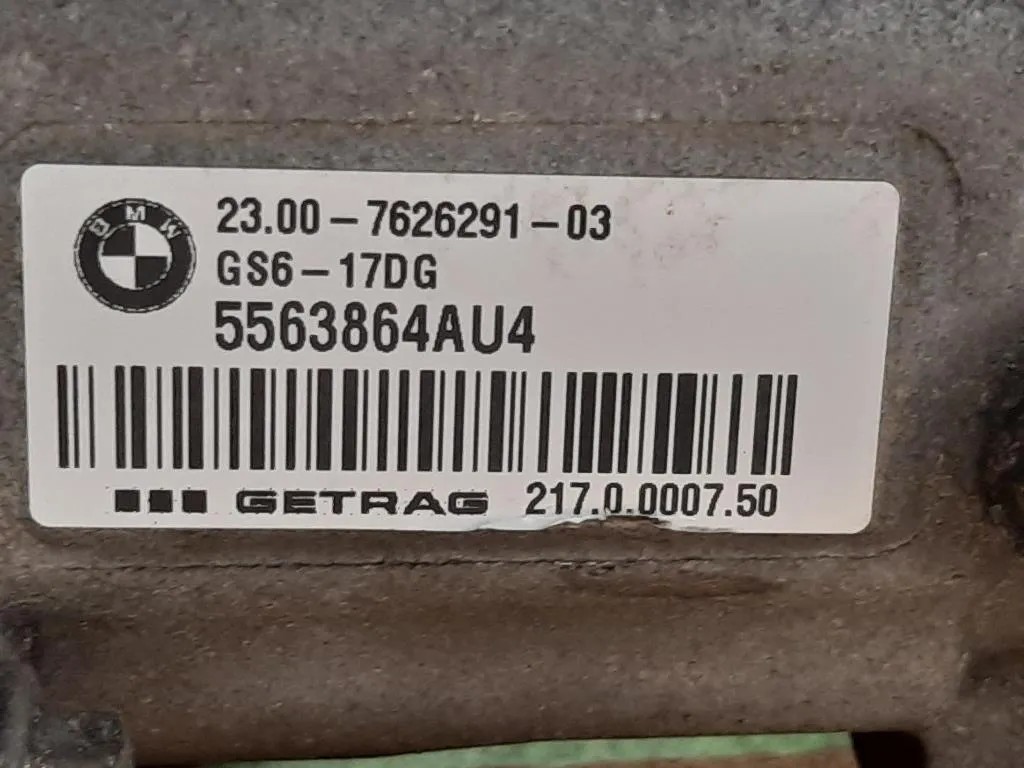 BMW
23.00-7626291-03
GS6-17DG
5563864AU4
GETRAG 217.0.0007.50